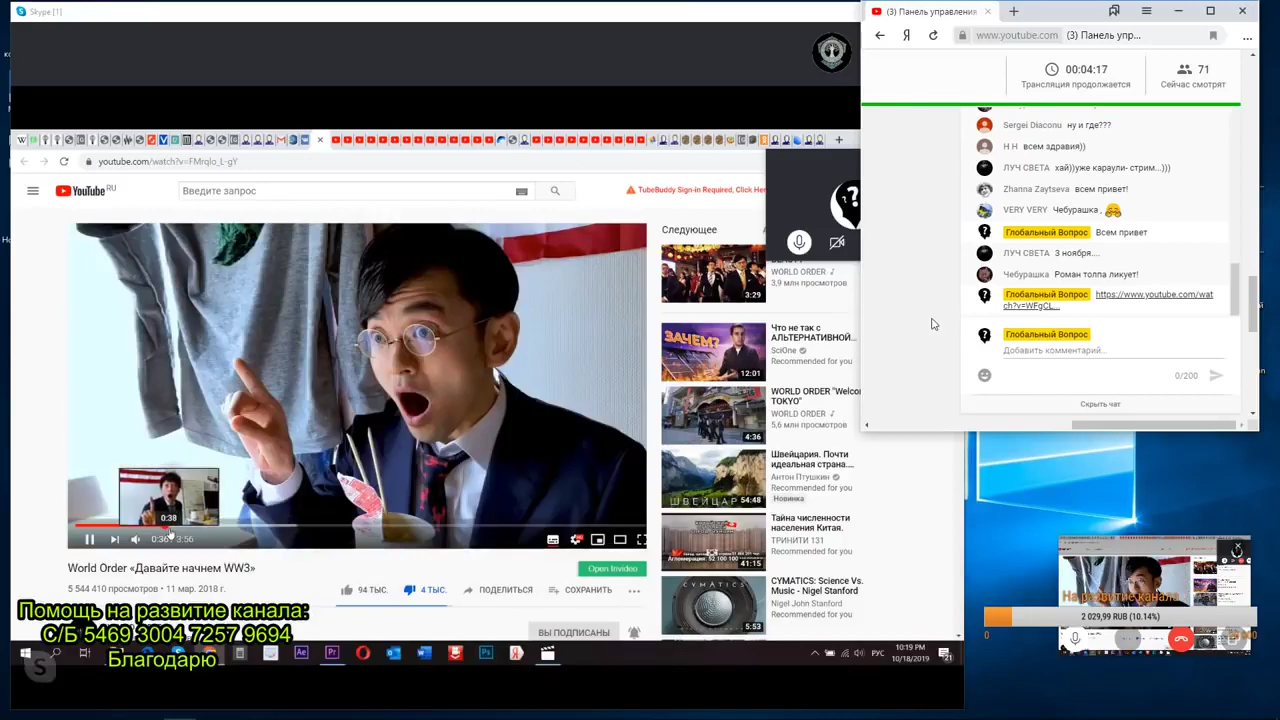 Skype [1]
(3) Панель управления
www.youtube.com (3) Панель упр...
00:04:17
Трансляция продолжается
71
Сейчас смотрят
Sergei Diaconu ну и где???
Н Н всем здравия))
ЛУЧ СВЕТА хай))уже караули- стрим...)))
Zhanna Zaytseva всем привет!
VERY VERY Чебурашка ,
Глобальный Вопрос Всем привет
ЛУЧ СВЕТА 3 ноября....
Чебурашка Роман толпа ликует!
Глобальный Вопрос https://www.youtube.com/wat
ch?v=WFgCL...
Глобальный Вопрос
Добавить комментарий...
0/200
Скрыть чат
youtube.com/watch?v=FMrqIo_L-gY
YouTube RU
Введите запрос
TubeBuddy Sign-in Required, Click Her
Следующее
WORLD ORDER
3,9 млн просмотров
3:29
Что не так с
АЛЬТЕРНАТИВНОЙ...
SciOne
Recommended for you
ЗАЧЕМ?
12:01
WORLD ORDER "Welcom
TOKYO"
WORLD ORDER
5,6 млн просмотров
4:36
Швейцария. Почти
идеальная страна....
Антон Птушкин
Recommended for you
Новинка
ШВЕЙЦАР
54:48
Тайна численности
населения Китая.
ТРИНИТИ 131
Recommended for you
41:15
CYMATICS: Science Vs.
Music - Nigel Stanford
Nigel John Stanford
Recommended for you
CYMATICS
5:53
0:38
0:36 / 3:56
World Order «Давайте начнем WW3»
Open Invideo
5 544 410 просмотров • 11 мар. 2018 г.
94 ТЫС.
4 ТЫС.
ПОДЕЛИТЬСЯ
СОХРАНИТЬ
ВЫ ПОДПИСАНЫ
Помощь на развитие канала:
С/Б 5469 3004 7257 9694
Благодарю
РУС
10:19 PM
10/18/2019
21
На развитие канала
2 029,99 RUB (10.14%)
0